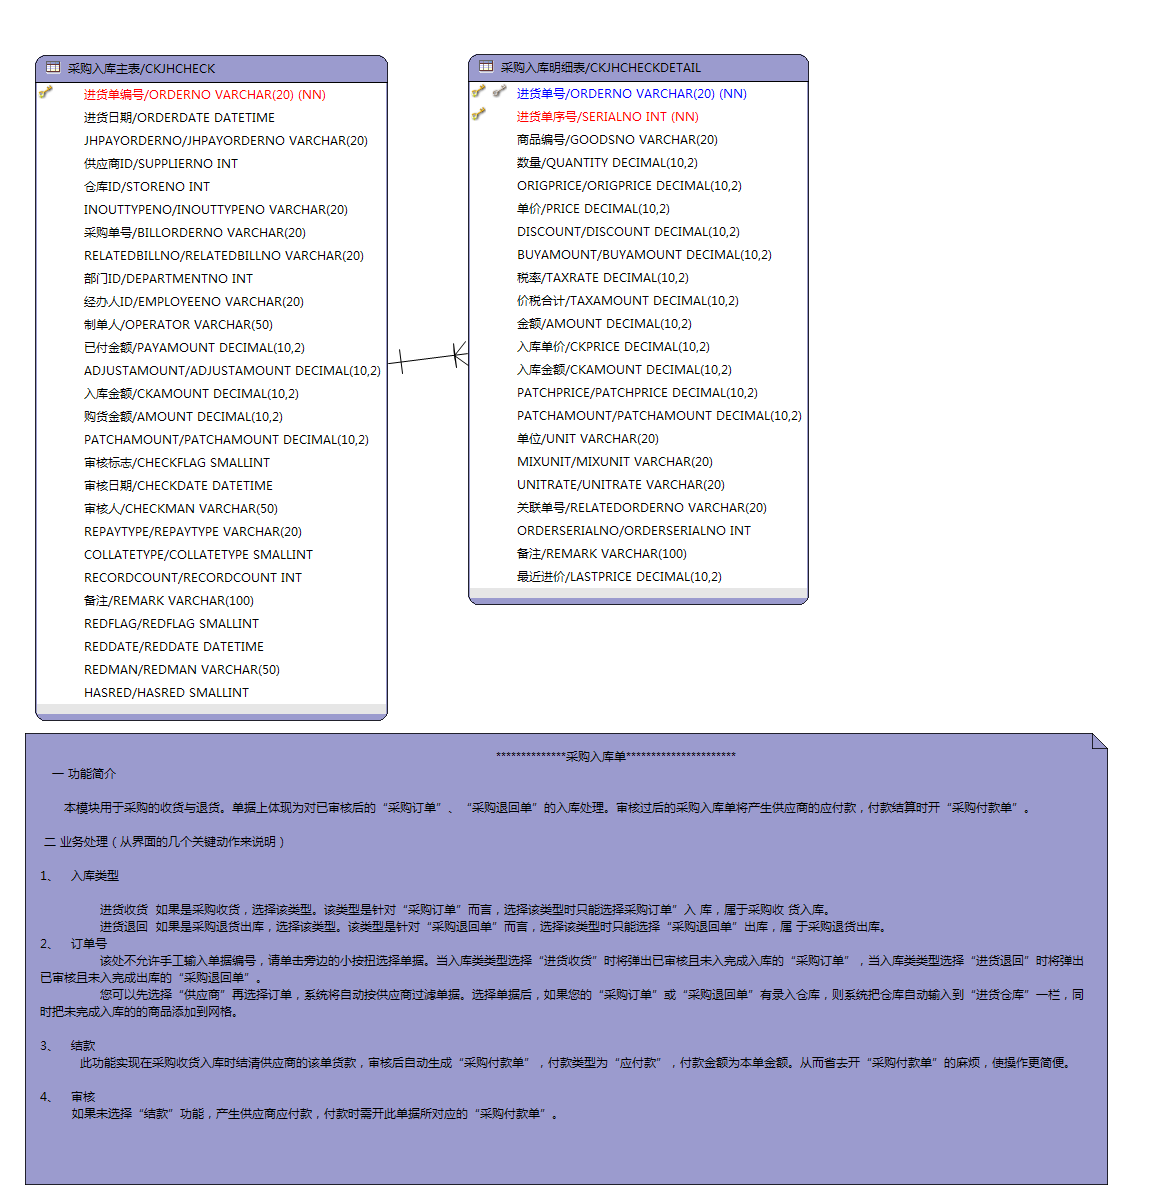 采购入库主表/CKJHCHECK
进货单编号/ORDERNO VARCHAR(20) (NN)
进货日期/ORDERDATE DATETIME
JHPAYORDERNO/JHPAYORDERNO VARCHAR(20)
供应商ID/SUPPLIERNO INT
仓库ID/STORENO INT
INOUTTYPENO/INOUTTYPENO VARCHAR(20)
采购单号/BILLORDERNO VARCHAR(20)
RELATEDBILLNO/RELATEDBILLNO VARCHAR(20)
部门ID/DEPARTMENTNO INT
经办人ID/EMPLOYEENO VARCHAR(20)
制单人/OPERATOR VARCHAR(50)
已付金额/PAYAMOUNT DECIMAL(10,2)
ADJUSTAMOUNT/ADJUSTAMOUNT DECIMAL(10,2)
入库金额/CKAMOUNT DECIMAL(10,2)
购货金额/AMOUNT DECIMAL(10,2)
PATCHAMOUNT/PATCHAMOUNT DECIMAL(10,2)
审核标志/CHECKFLAG SMALLINT
审核日期/CHECKDATE DATETIME
审核人/CHECKMAN VARCHAR(50)
REPAYTYPE/REPAYTYPE VARCHAR(20)
COLLATETYPE/COLLATETYPE SMALLINT
RECORDCOUNT/RECORDCOUNT INT
备注/REMARK VARCHAR(100)
REDFLAG/REDFLAG SMALLINT
REDDATE/REDDATE DATETIME
REDMAN/REDMAN VARCHAR(50)
HASRED/HASRED SMALLINT
采购入库明细表/CKJHCHECKDETAIL
进货单号/ORDERNO VARCHAR(20) (NN)
进货单序号/SERIALNO INT (NN)
商品编号/GOODSNO VARCHAR(20)
数量/QUANTITY DECIMAL(10,2)
ORIGPRICE/ORIGPRICE DECIMAL(10,2)
单价/PRICE DECIMAL(10,2)
DISCOUNT/DISCOUNT DECIMAL(10,2)
BUYAMOUNT/BUYAMOUNT DECIMAL(10,2)
税率/TAXRATE DECIMAL(10,2)
价税合计/TAXAMOUNT DECIMAL(10,2)
金额/AMOUNT DECIMAL(10,2)
入库单价/CKPRICE DECIMAL(10,2)
入库金额/CKAMOUNT DECIMAL(10,2)
PATCHPRICE/PATCHPRICE DECIMAL(10,2)
PATCHAMOUNT/PATCHAMOUNT DECIMAL(10,2)
单位/UNIT VARCHAR(20)
MIXUNIT/MIXUNIT VARCHAR(20)
UNITRATE/UNITRATE VARCHAR(20)
关联单号/RELATEDORDERNO VARCHAR(20)
ORDERSERIALNO/ORDERSERIALNO INT
备注/REMARK VARCHAR(100)
最近进价/LASTPRICE DECIMAL(10,2)
**************采购入库单**********************
一 功能简介
本模块用于采购的收货与退货。单据上体现为对已审核后的“采购订单”、“采购退回单”的入库处理。审核过后的采购入库单将产生供应商的应付款，付款结算时开“采购付款单”。
二 业务处理（从界面的几个关键动作来说明）
1、 入库类型
进货收货 如果是采购收货，选择该类型。该类型是针对“采购订单”而言，选择该类型时只能选择采购订单”入 库，属于采购收 货入库。
进货退回 如果是采购退货出库，选择该类型。该类型是针对“采购退回单”而言，选择该类型时只能选择“采购退回单”出库，属 于采购退货出库。
2、 订单号
该处不允许手工输入单据编号，请单击旁边的小按扭选择单据。当入库类类型选择“进货收货”时将弹出已审核且未入完成入库的“采购订单”，当入库类类型选择“进货退回”时将弹出
已审核且未入完成出库的“采购退回单”。
您可以先选择“供应商”再选择订单，系统将自动按供应商过滤单据。选择单据后，如果您的“采购订单”或“采购退回单”有录入仓库，则系统把仓库自动输入到“进货仓库”一栏，同
时把未完成入库的的商品添加到网格。
3、 结款
此功能实现在采购收货入库时结清供应商的该单货款，审核后自动生成“采购付款单”，付款类型为“应付款”，付款金额为本单金额。从而省去开“采购付款单”的麻烦，使操作更简便。
4、 审核
如果未选择“结款”功能，产生供应商应付款，付款时需开此单据所对应的“采购付款单”。